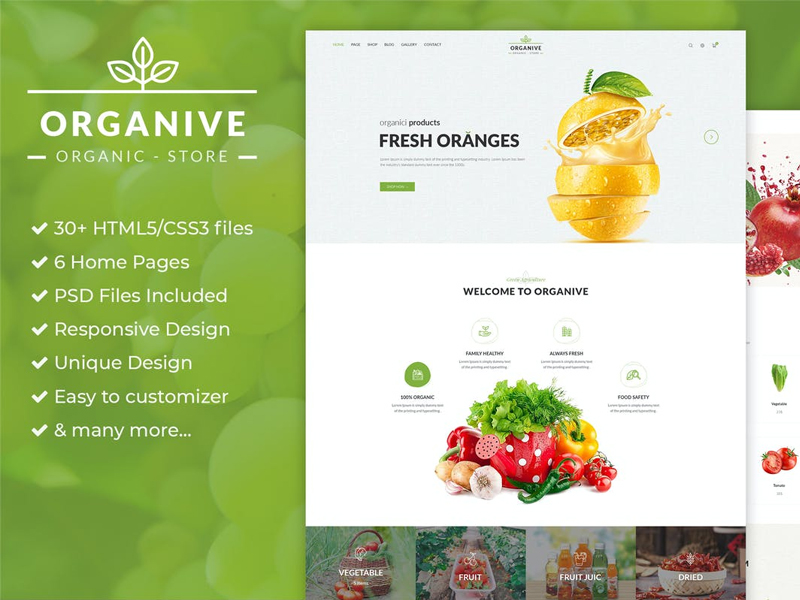 ORGANIVE
ORGANIC - STORE
30+ HTML5/CSS3 files
6 Home Pages
PSD Files Included
Responsive Design
Unique Design
Easy to customizer
& many more...
HOME PAGE SHOP BLOG GALLERY CONTACT
ORGANIVE
ORGANIC - STORE
organici products
FRESH ORĂNGES
Lorem Ipsum is simply dummy text of the printing and typesetting industry. Lorem Ipsum has been
the industry's standard dummy text ever since the
SHOP NOW
WELCOME TO ORGANIVE
FAMILY HEALTHY
Lorem Ipsum is simply dummy text
of the printing and typesetting.
ALWAYS FRESH
Lorem Ipsum is simply dummy text
of the printing and typesetting.
100% ORGANIC
Lorem Ipsum is simply dummy text
of the printing and typesetting.
FOOD SAFETY
Lorem Ipsum is simply dummy text
of the printing and typesetting.
VEGETABLE
FRUIT
FRUIT JUIC
DRIED
Vegetable
Tomato